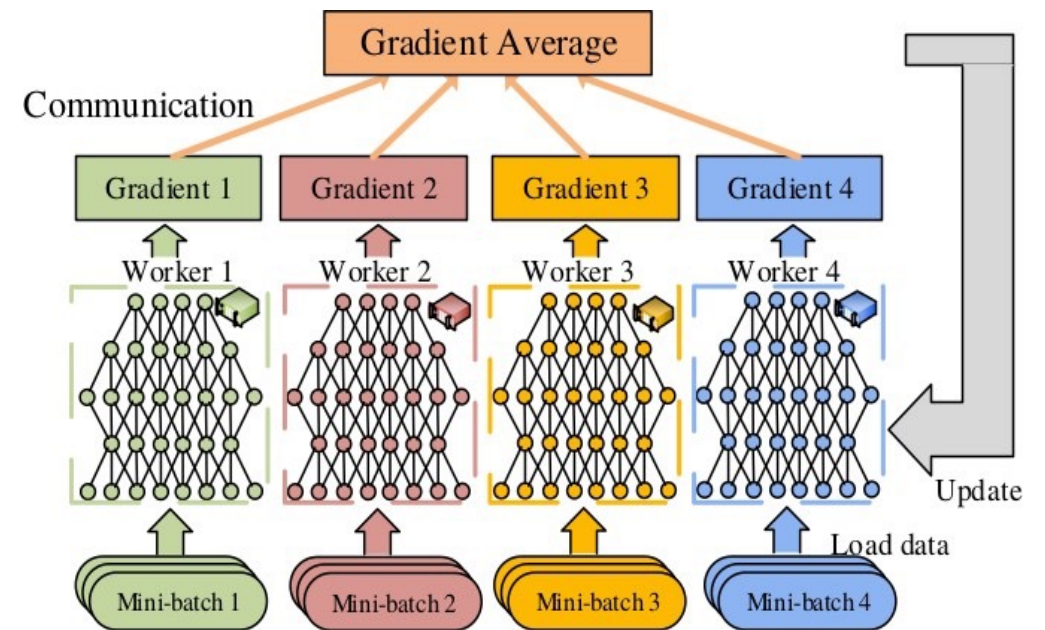 Gradient Average
Communication
Gradient 1
Gradient 2
Gradient 3
Gradient 4
Worker 1
Worker 2
Worker 3
Worker 4
Update
Load data
Mini-batch 1
Mini-batch 2
Mini-batch 3
Mini-batch 4